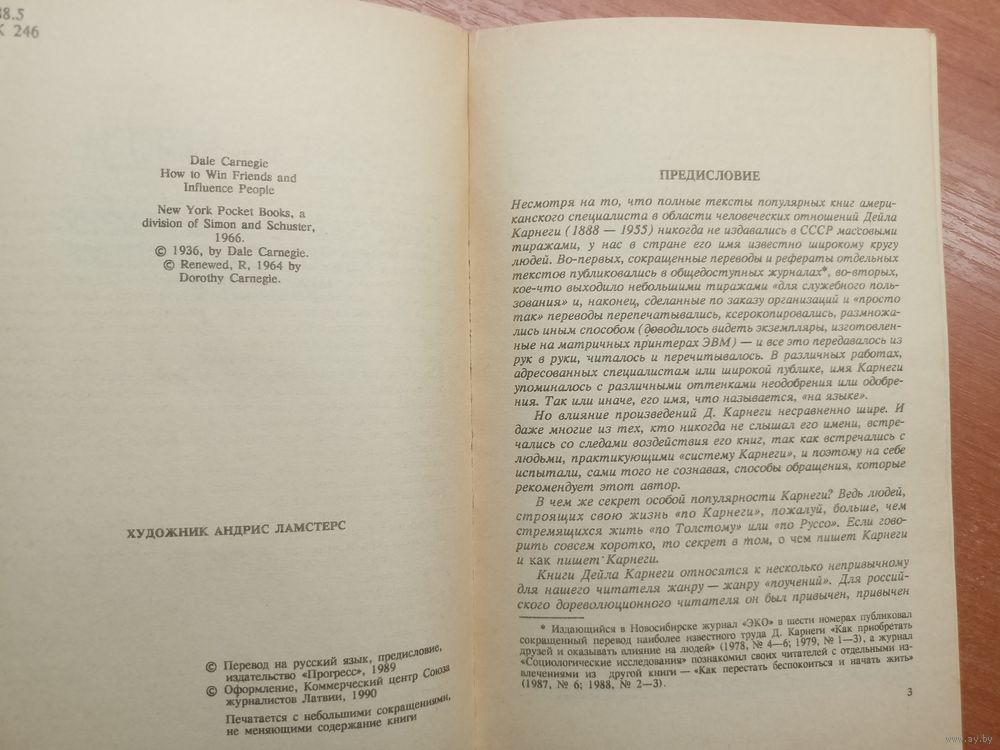 88.5
К 246
Dale Carnegie
How to Win Friends and
Influence People
New York Pocket Books, a
division of Simon and Schuster,
1966.
© 1936, by Dale Carnegie.
© Renewed, R, 1964 by
Dorothy Carnegie.
ХУДОЖНИК АНДРИС ЛАМСТЕРС
© Перевод на русский язык, предисловие,
издательство «Прогресс», 1989
© Оформление, Коммерческий центр Союза
журналистов Латвии, 1990
Печатается с небольшими сокращениями,
не меняющими содержание книги
ПРЕДИСЛОВИЕ
Несмотря на то, что полные тексты популярных книг амери-
канского специалиста в области человеческих отношений Дейла
Карнеги (1888 — 1955) никогда не издавались в СССР массовыми
тиражами, у нас в стране его имя известно широкому кругу
людей. Во-первых, сокращенные переводы и рефераты отдельных
текстов публиковались в общедоступных журналах*, во-вторых,
кое-что выходило небольшими тиражами «для служебного поль-
зования» и, наконец, сделанные по заказу организаций и «просто
так» переводы перепечатывались, ксерокопировались, размножа-
лись иным способом (доводилось видеть экземпляры, изготовлен-
ные на матричных принтерах ЭВМ) — и все это передавалось из
рук в руки, читалось и перечитывалось. В различных работах,
адресованных специалистам или широкой публике, имя Карнеги
упоминалось с различными оттенками неодобрения или одобре-
ния. Так или иначе, его имя, что называется, «на языке».
Но влияние произведений Д. Карнеги несравненно шире. И
даже многие из тех, кто никогда не слышал его имени, встре-
чались со следами воздействия его книг, так как встречались с
людьми, практикующими «систему Карнеги», и поэтому на себе
испытали, сами того не сознавая, способы обращения, которые
рекомендует этот автор.
В чем же секрет особой популярности Карнеги? Ведь людей,
строящих свою жизнь «по Карнеги», пожалуй, больше, чем
стремящихся жить «по Толстому» или «по Руссо». Если гово-
рить совсем коротко, то секрет в том, о чем пишет Карнеги
и как пишет Карнеги.
Книги Дейла Карнеги относятся к несколько непривычному
для нашего читателя жанру — жанру «поучений». Для россий-
ского дореволюционного читателя он был привычен, привычен
* Издающийся в Новосибирске журнал «ЭКО» в шести номерах публиковал
сокращенный перевод наиболее известного труда Д. Карнеги «Как приобретать
друзей и оказывать влияние на людей» (1978, № 4—6; 1979, № 1—3), а журнал
«Социологические исследования» познакомил своих читателей с отдельными из-
влечениями из другой книги — «Как перестать беспокоиться и начать жить»
(1987, № 6; 1988, № 2—3).
3
www.ay.by